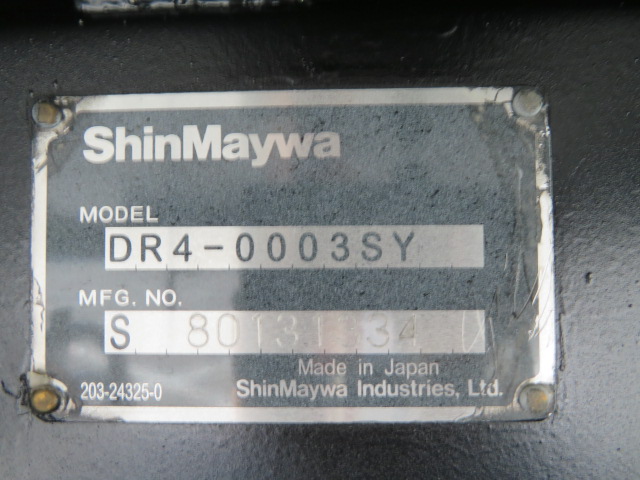 ShinMaywa
MODEL
DR4-0003SY
MFG. NO.
S
Made in Japan
203-24325-0
ShinMaywa Industries, Ltd.